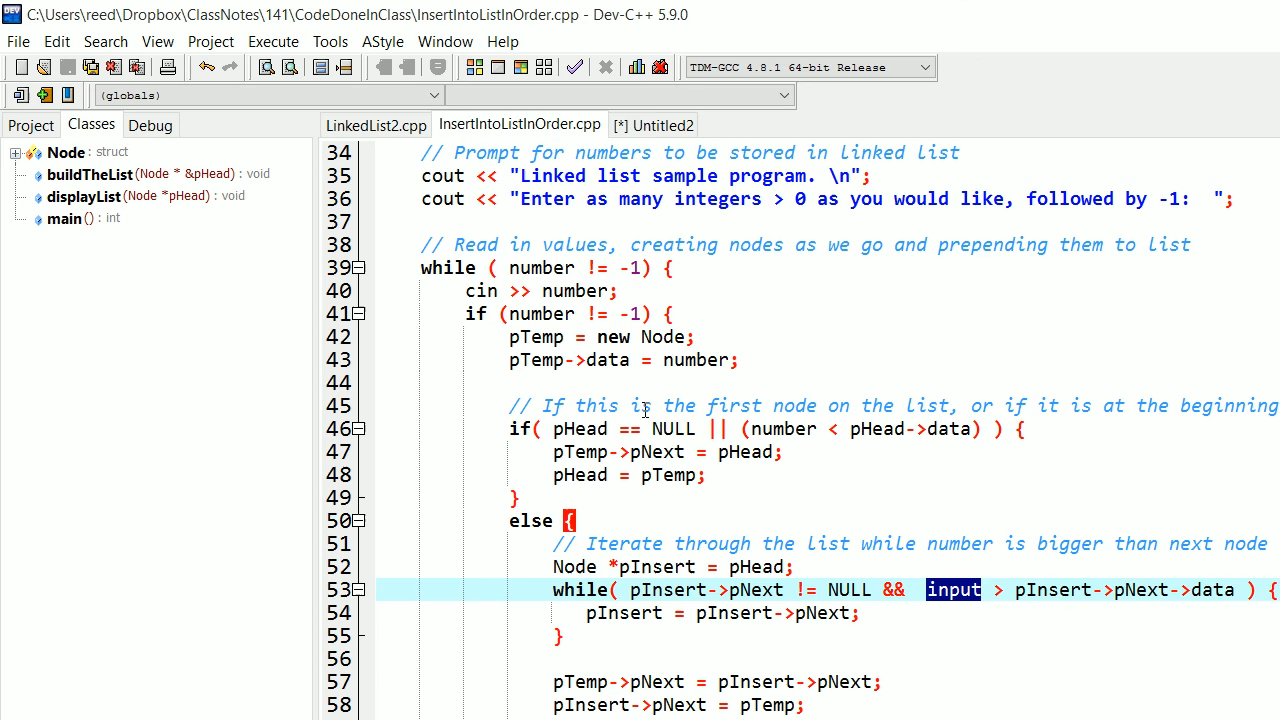 C:\Users\reed\Dropbox\ClassNotes\141\CodeDoneInClass\InsertIntoListInOrder.cpp - Dev-C++ 5.9.0
File Edit Search View Project Execute Tools AStyle Window Help
TDM-GCC 4.8.1 64-bit Release
(globals)
Project Classes Debug LinkedList2.cpp InsertIntoListInOrder.cpp [*] Untitled2
Node : struct
buildTheList (Node * &pHead) : void
displayList (Node *pHead) : void
main () : int
34 // Prompt for numbers to be stored in linked list
35 cout << "Linked list sample program. \n";
36 cout << "Enter as many integers > 0 as you would like, followed by -1:  ";
37
38 // Read in values, creating nodes as we go and prepending them to list
39 while ( number != -1) {
40 cin >> number;
41 if (number != -1) {
42 pTemp = new Node;
43 pTemp->data = number;
44
45 // If this is the first node on the list, or if it is at the beginning
46 if( pHead == NULL || (number < pHead->data) ) {
47 pTemp->pNext = pHead;
48 pHead = pTemp;
49 }
50 else {
51 // Iterate through the list while number is bigger than next node
52 Node *pInsert = pHead;
53 while( pInsert->pNext != NULL &&  input > pInsert->pNext->data ) {
54 pInsert = pInsert->pNext;
55 }
56
57 pTemp->pNext = pInsert->pNext;
58 pInsert->pNext = pTemp;